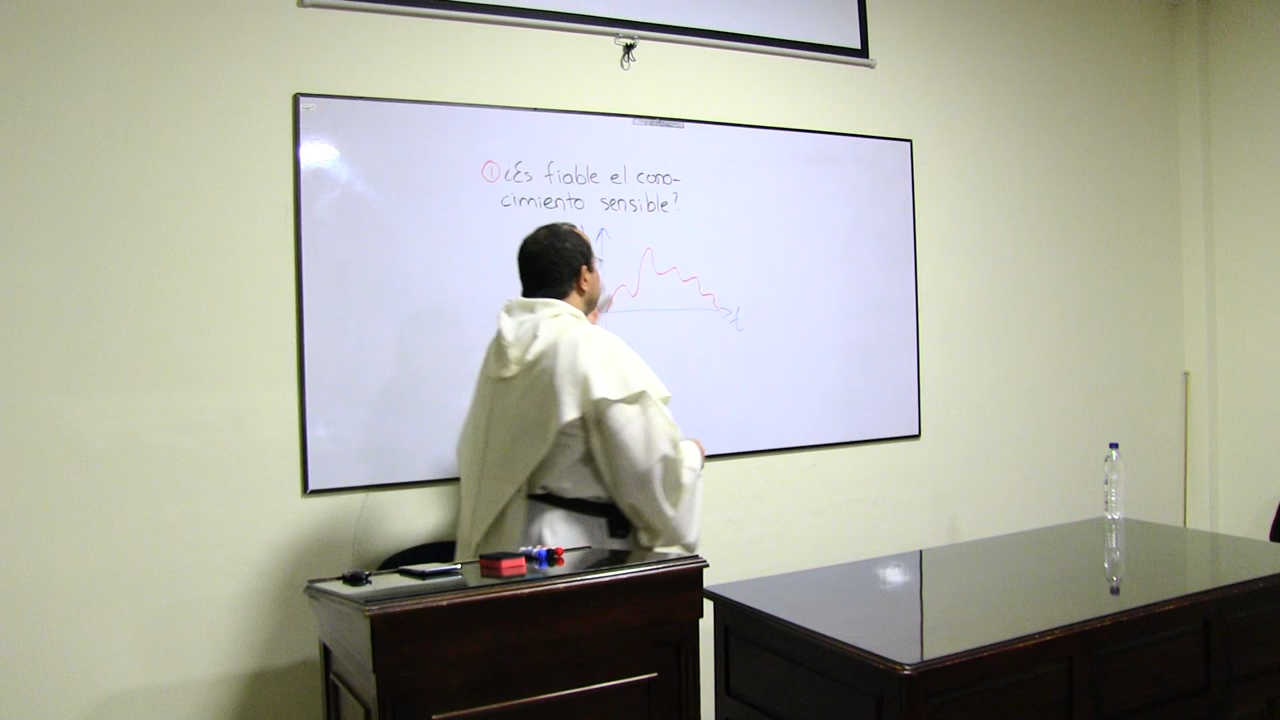 ① ¿Es fiable el cono-
cimiento sensible?
t